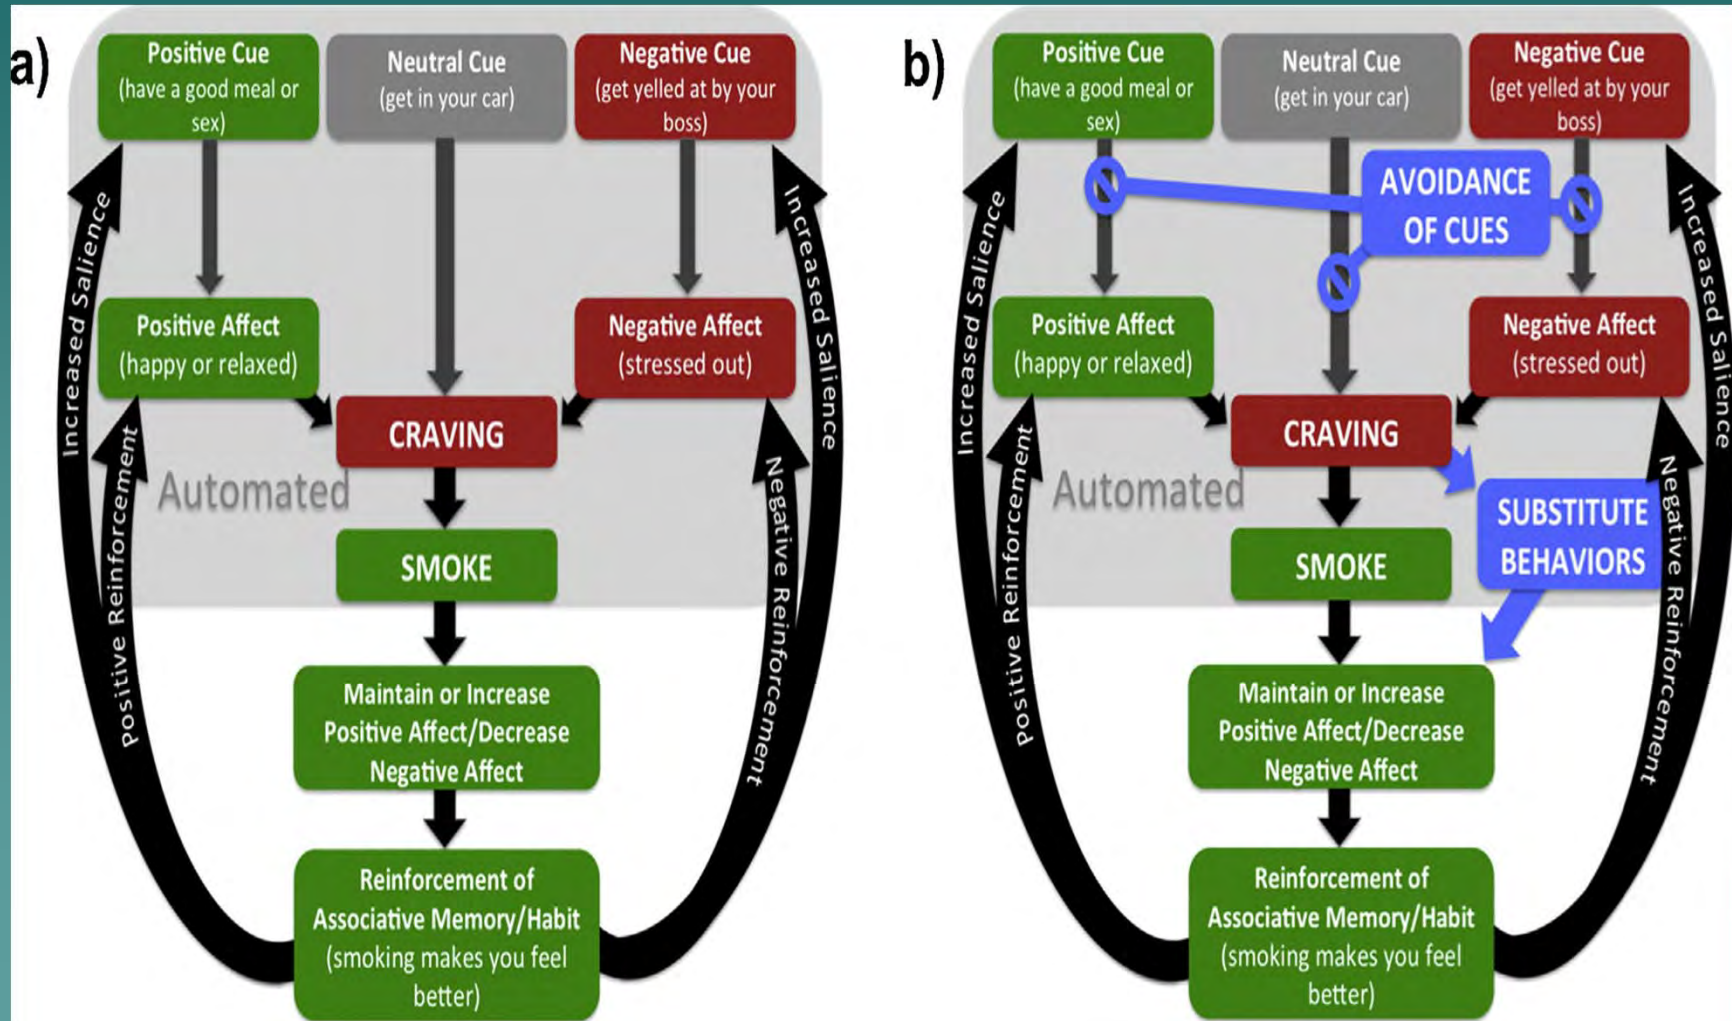 a)
Positive Cue
(have a good meal or
sex)
Neutral Cue
(get in your car)
Negative Cue
(get yelled at by your
boss)
Increased Salience
Increased Salience
Positive Affect
(happy or relaxed)
Negative Affect
(stressed out)
CRAVING
Automated
Positive Reinforcement
Negative Reinforcement
SMOKE
Maintain or Increase
Positive Affect/Decrease
Negative Affect
Reinforcement of
Associative Memory/Habit
(smoking makes you feel
better)
b)
Positive Cue
(have a good meal or
sex)
Neutral Cue
(get in your car)
Negative Cue
(get yelled at by your
boss)
AVOIDANCE
OF CUES
Increased Salience
Increased Salience
Positive Affect
(happy or relaxed)
Negative Affect
(stressed out)
CRAVING
Automated
SUBSTITUTE
BEHAVIORS
Positive Reinforcement
Negative Reinforcement
SMOKE
Maintain or Increase
Positive Affect/Decrease
Negative Affect
Reinforcement of
Associative Memory/Habit
(smoking makes you feel
better)